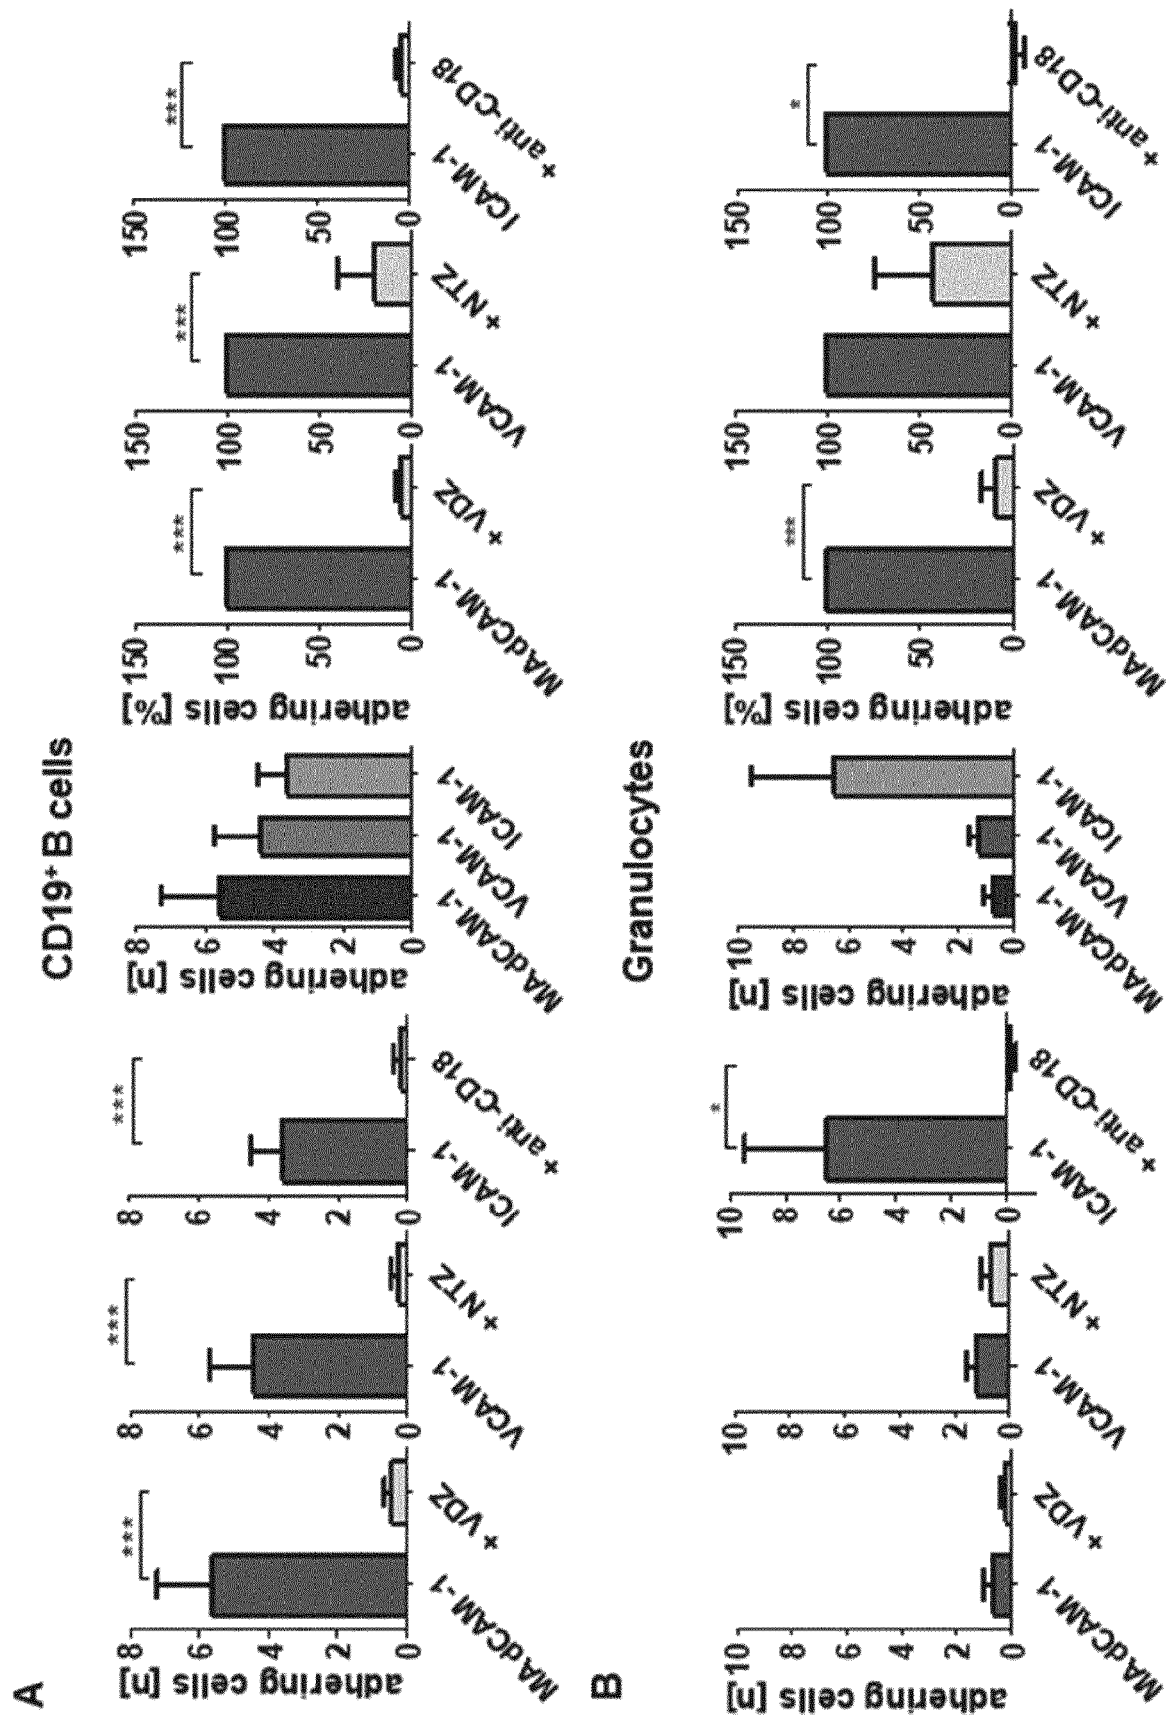 A
CD19⁺ B cells
***
***
***
***
***
***
adhering cells [n]
8
6
4
2
0
MAdCAM-1
+ VDZ
8
6
4
2
0
VCAM-1
+ NTZ
8
6
4
2
0
ICAM-1
+ anti-CD18
adhering cells [n]
8
6
4
2
0
MAdCAM-1
VCAM-1
ICAM-1
adhering cells [%]
150
100
50
0
MAdCAM-1
+ VDZ
150
100
50
0
VCAM-1
+ NTZ
150
100
50
0
ICAM-1
+ anti-CD18
B
Granulocytes
*
***
*
adhering cells [n]
10
8
6
4
2
0
MAdCAM-1
+ VDZ
10
8
6
4
2
0
VCAM-1
+ NTZ
10
8
6
4
2
0
ICAM-1
+ anti-CD18
adhering cells [n]
10
8
6
4
2
0
MAdCAM-1
VCAM-1
ICAM-1
adhering cells [%]
150
100
50
0
MAdCAM-1
+ VDZ
150
100
50
0
VCAM-1
+ NTZ
150
100
50
0
ICAM-1
+ anti-CD18